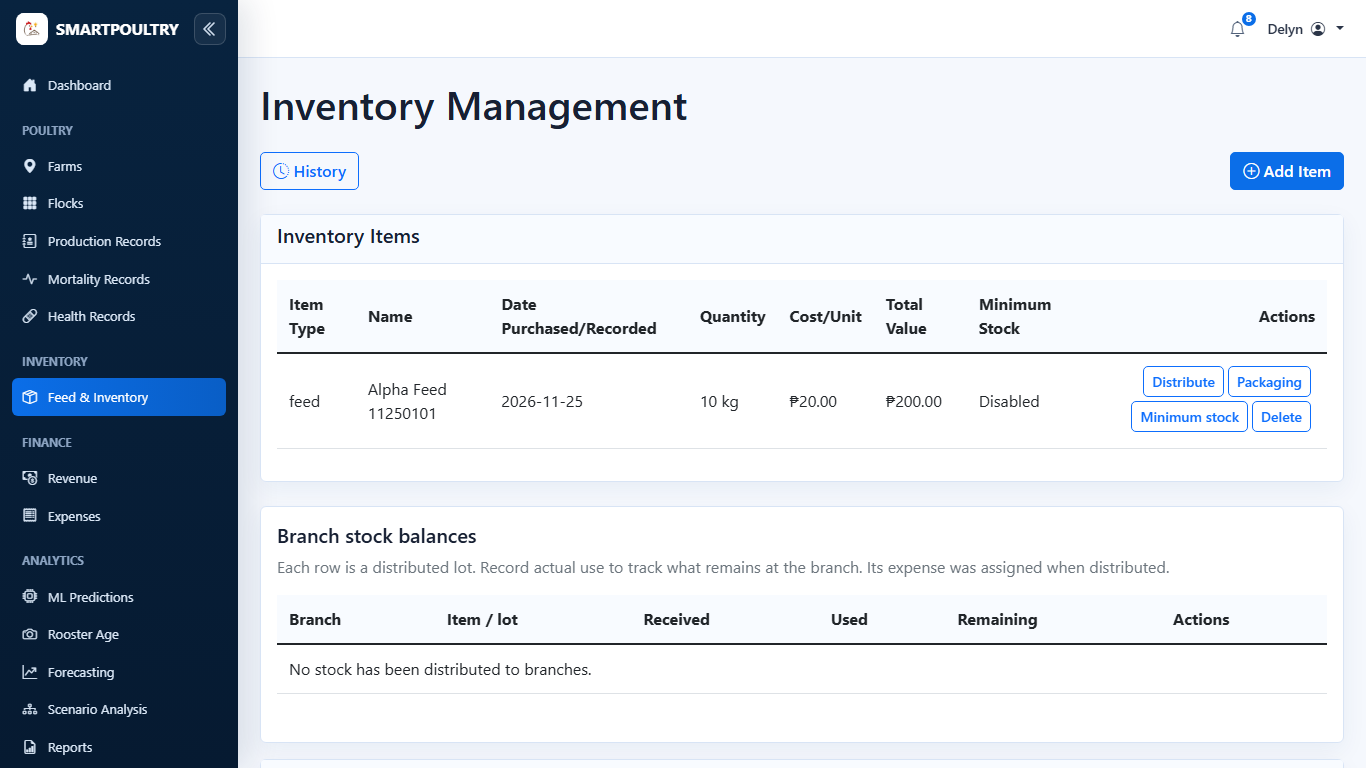 SMARTPOULTRY
8
Delyn
Dashboard
POULTRY
Farms
Flocks
Production Records
Mortality Records
Health Records
INVENTORY
Feed & Inventory
FINANCE
Revenue
Expenses
ANALYTICS
ML Predictions
Rooster Age
Forecasting
Scenario Analysis
Reports
Inventory Management
History
Add Item
Inventory Items
Item Type Name Date Purchased/Recorded Quantity Cost/Unit Total Value Minimum Stock Actions
feed Alpha Feed 11250101 2026-11-25 10 kg ₱20.00 ₱200.00 Disabled
Distribute Packaging
Minimum stock Delete
Branch stock balances
Each row is a distributed lot. Record actual use to track what remains at the branch. Its expense was assigned when distributed.
Branch Item / lot Received Used Remaining Actions
No stock has been distributed to branches.